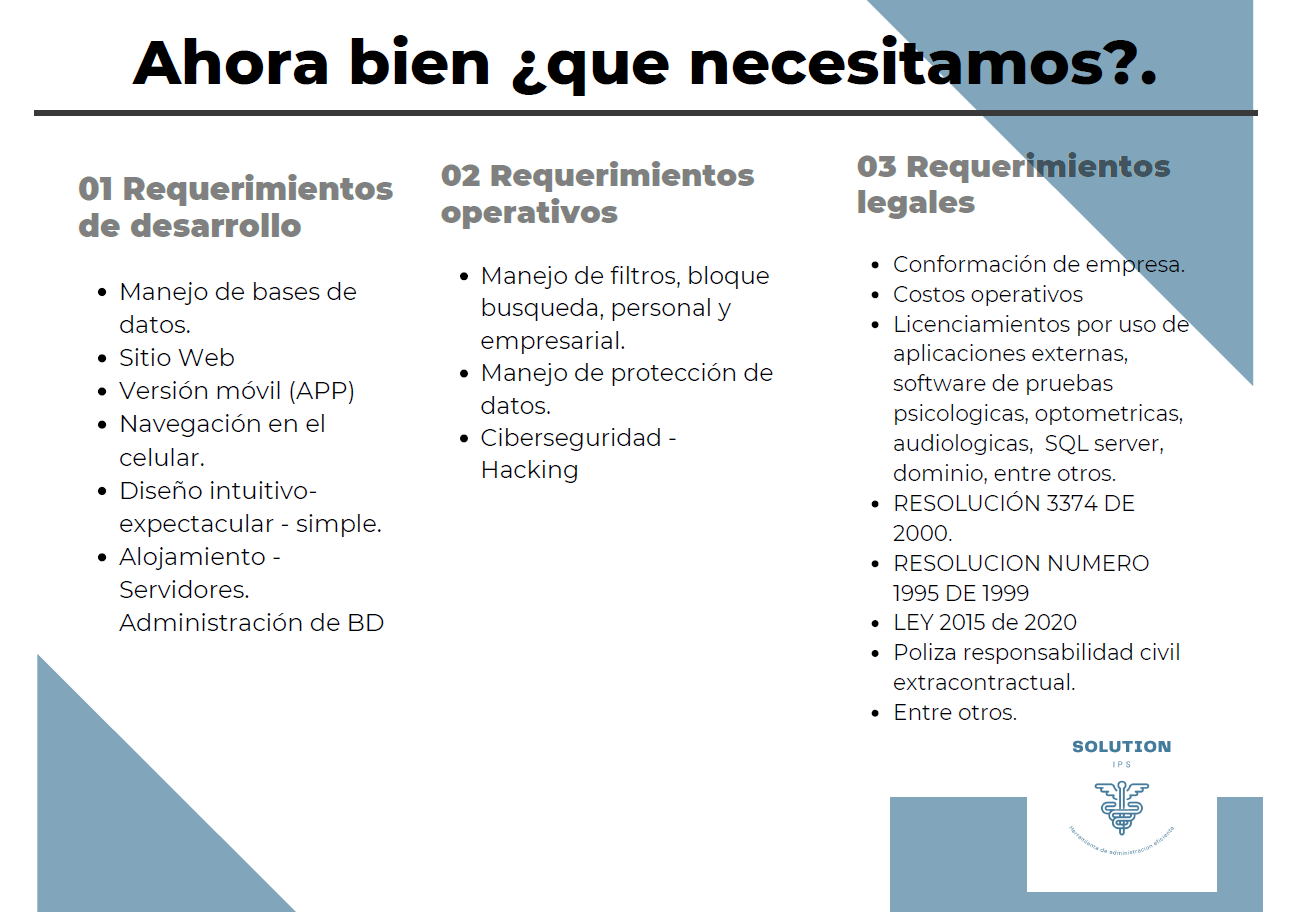 Ahora bien ¿que necesitamos?.
01 Requerimientos
de desarrollo
• Manejo de bases de
datos.
• Sitio Web
• Versión móvil (APP)
• Navegación en el
celular.
• Diseño intuitivo-
expectacular - simple.
• Alojamiento -
Servidores.
Administración de BD
02 Requerimientos
operativos
• Manejo de filtros, bloque
busqueda, personal y
empresarial.
• Manejo de protección de
datos.
• Ciberseguridad -
Hacking
03 Requerimientos
legales
• Conformación de empresa.
• Costos operativos
• Licenciamientos por uso de
aplicaciones externas,
software de pruebas
psicologicas, optometricas,
audiologicas,  SQL server,
dominio, entre otros.
• RESOLUCIÓN 3374 DE
2000.
• RESOLUCION NUMERO
1995 DE 1999
• LEY 2015 de 2020
• Poliza responsabilidad civil
extracontractual.
• Entre otros.
SOLUTION
IPS
Herramienta de administracion eficiente